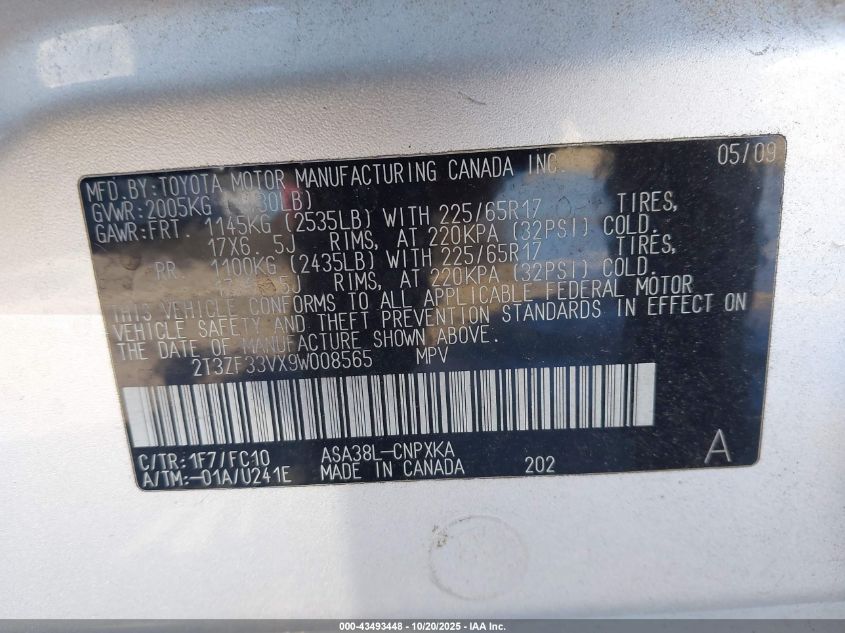 MFD.BY:TOYOTA MOTOR MANUFACTURING CANADA INC. 05/09
GVWR:2005KG 30LB)
GAWR:FRT. 1145KG (2535LB) WITH 225/65R17 TIRES,
17X6. 5J RIMS, AT 220KPA (32PSI) COLD.
RR. 1100KG (2435LB) WITH 225/65R17 TIRES,
5J RIMS, AT 220KPA (32PSI) COLD.
THIS VEHICLE CONFORMS TO ALL APPLICABLE FEDERAL MOTOR
VEHICLE SAFETY AND THEFT PREVENTION STANDARDS IN EFFECT ON
THE DATE OF MANUFACTURE SHOWN ABOVE.
2T3ZF33VX9W008565 MPV
C/TR:1F7/FC10 ASA38L-CNPXKA A
A/TM:-01A/U241E MADE IN CANADA 202
000-43493448 - 10/20/2025 - IAA Inc.